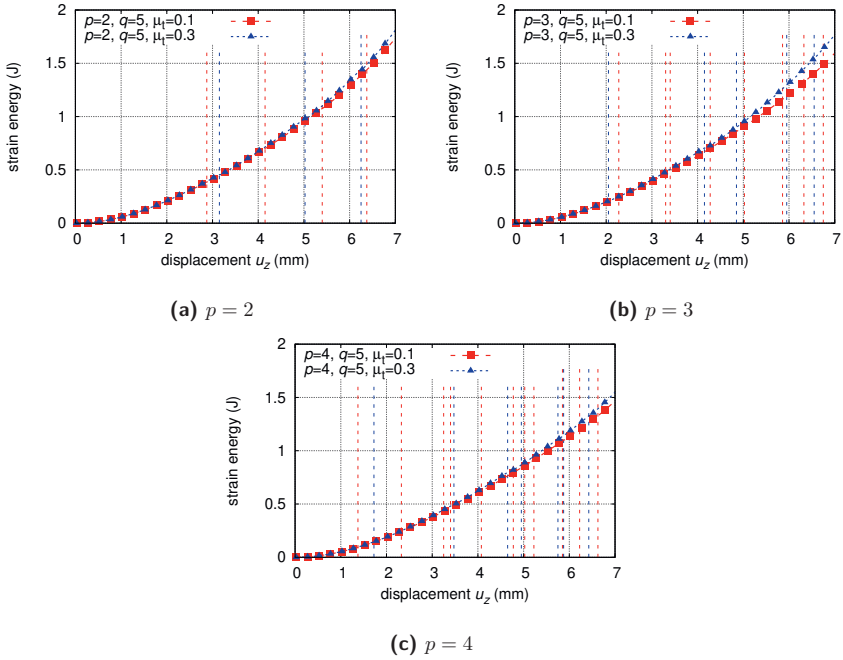 p=2, q=5, μt=0.1
p=2, q=5, μt=0.3
strain energy (J)
2
1.5
1
0.5
0
0 1 2 3 4 5 6 7
displacement uz (mm)
(a) p = 2
p=3, q=5, μt=0.1
p=3, q=5, μt=0.3
strain energy (J)
2
1.5
1
0.5
0
0 1 2 3 4 5 6 7
displacement uz (mm)
(b) p = 3
p=4, q=5, μt=0.1
p=4, q=5, μt=0.3
strain energy (J)
2
1.5
1
0.5
0
0 1 2 3 4 5 6 7
displacement uz (mm)
(c) p = 4